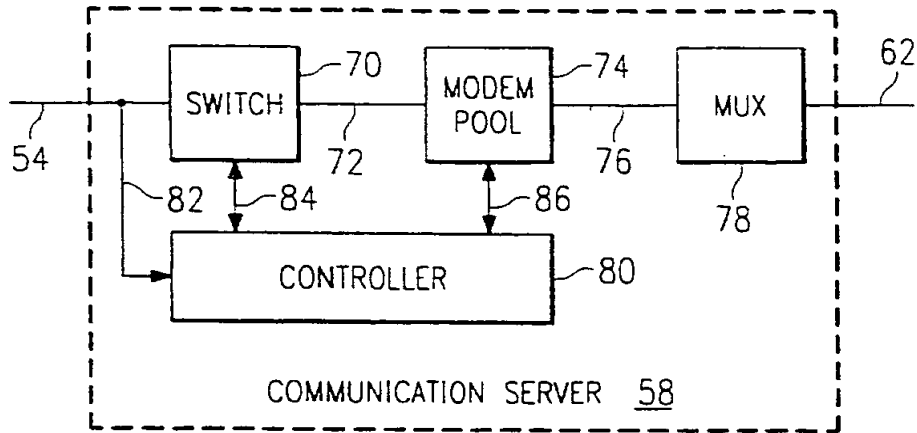 70
74
62
SWITCH
MODEM
POOL
MUX
54
72
76
82
84
86
78
CONTROLLER
80
COMMUNICATION SERVER 58